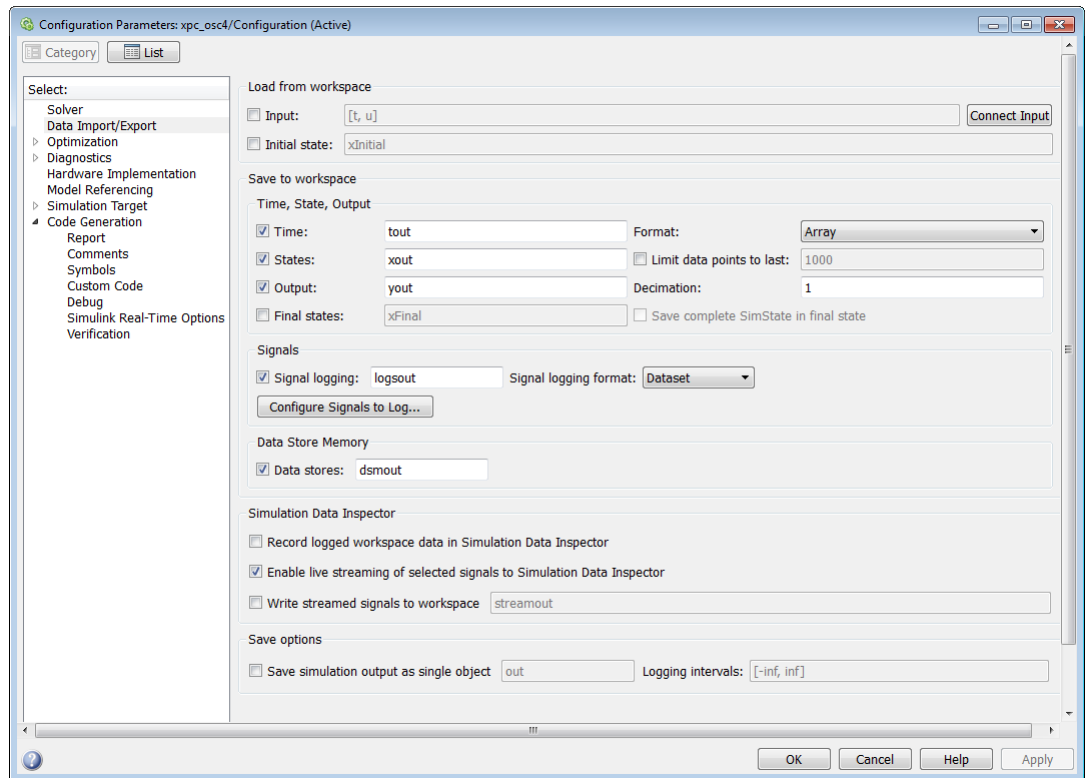 Configuration Parameters: xpc_osc4/Configuration (Active)
Category List
Select:
Solver
Data Import/Export
Optimization
Diagnostics
Hardware Implementation
Model Referencing
Simulation Target
Code Generation
Report
Comments
Symbols
Custom Code
Debug
Simulink Real-Time Options
Verification
Load from workspace
Input: [t, u] Connect Input
Initial state: xInitial
Save to workspace
Time, State, Output
Time: tout Format: Array
States: xout Limit data points to last: 1000
Output: yout Decimation: 1
Final states: xFinal Save complete SimState in final state
Signals
Signal logging: logsout Signal logging format: Dataset
Configure Signals to Log...
Data Store Memory
Data stores: dsmout
Simulation Data Inspector
Record logged workspace data in Simulation Data Inspector
Enable live streaming of selected signals to Simulation Data Inspector
Write streamed signals to workspace streamout
Save options
Save simulation output as single object out Logging intervals: [-inf, inf]
? OK Cancel Help Apply